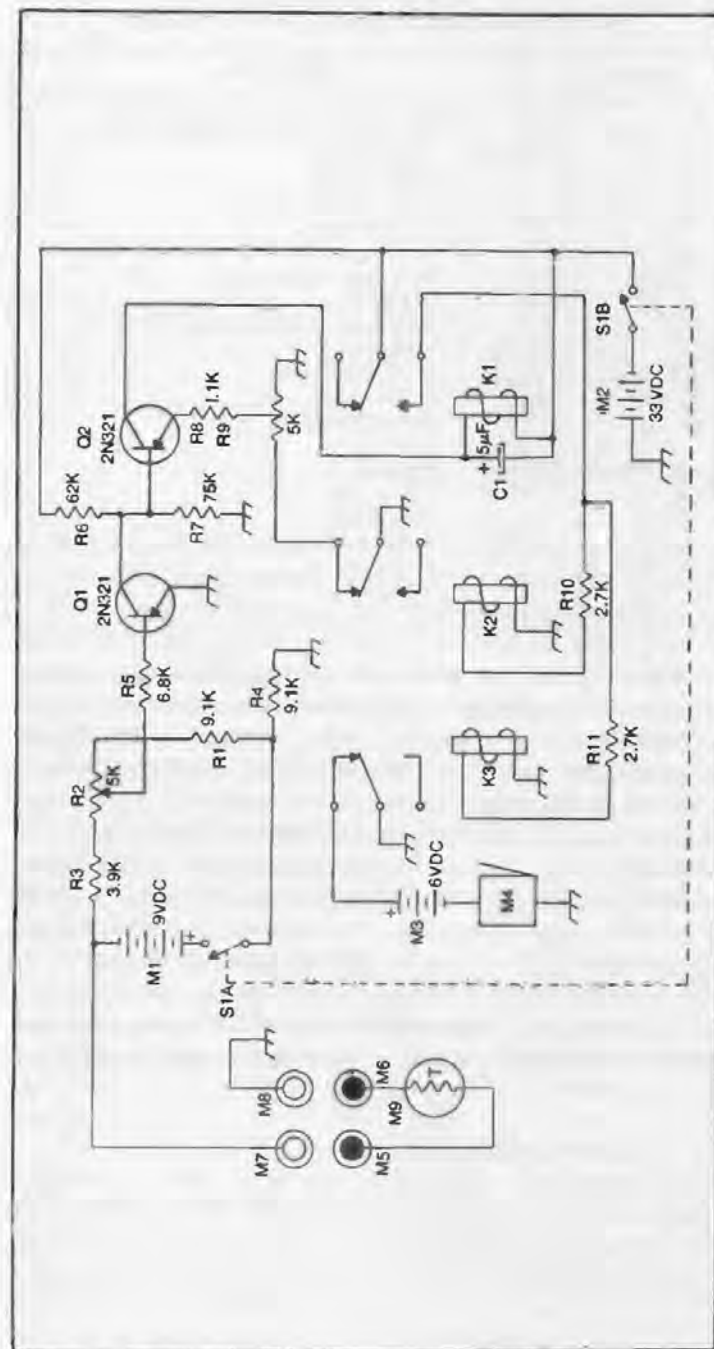 Q2
2N321
R8
1.1K
R9
5K
R6
62K
R7
75K
Q1
2N321
R5
6.8K
R2
5K
R1
9.1K
R4
9.1K
R3
3.9K
M1
9VDC
+
S1A
M8
M7
M6
M5
M9
T
+
M3
6VDC
M4
K3
K2
K1
+
5µF
C1
R10
2.7K
R11
2.7K
S1B
M2
33VDC